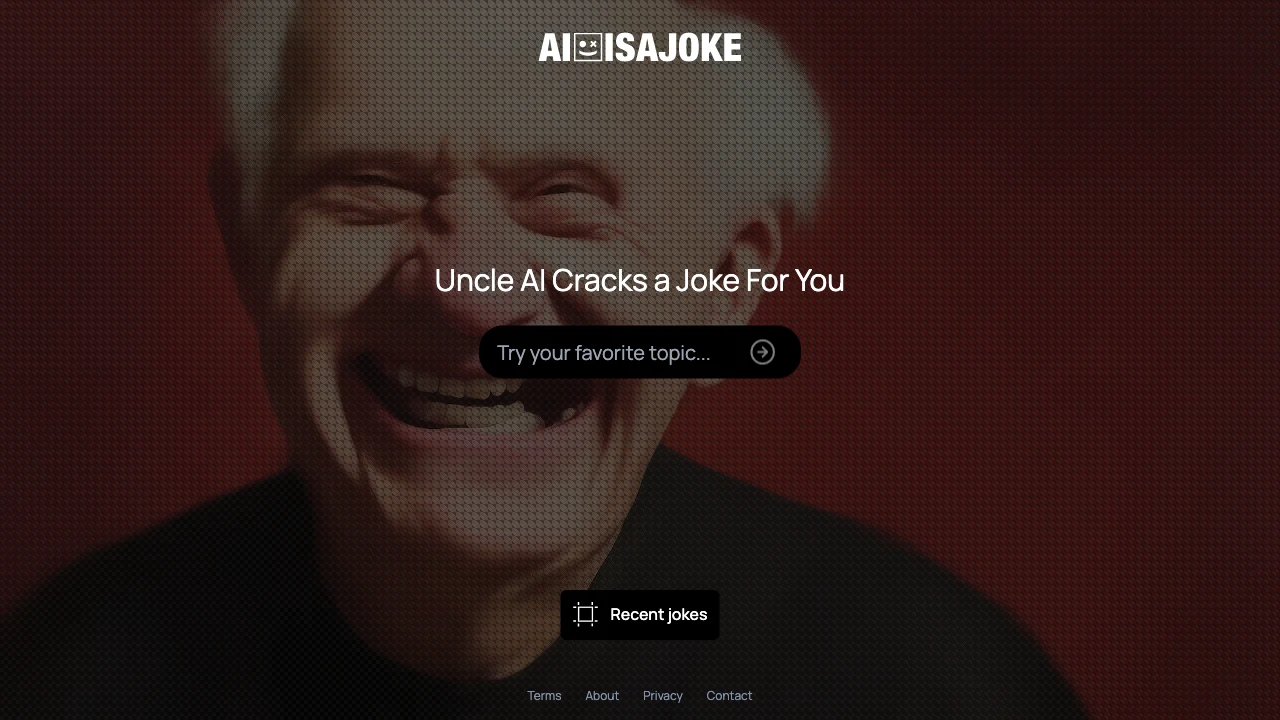 AI ISAJOKE
Uncle AI Cracks a Joke For You
Try your favorite topic...
Recent jokes
Terms About Privacy Contact